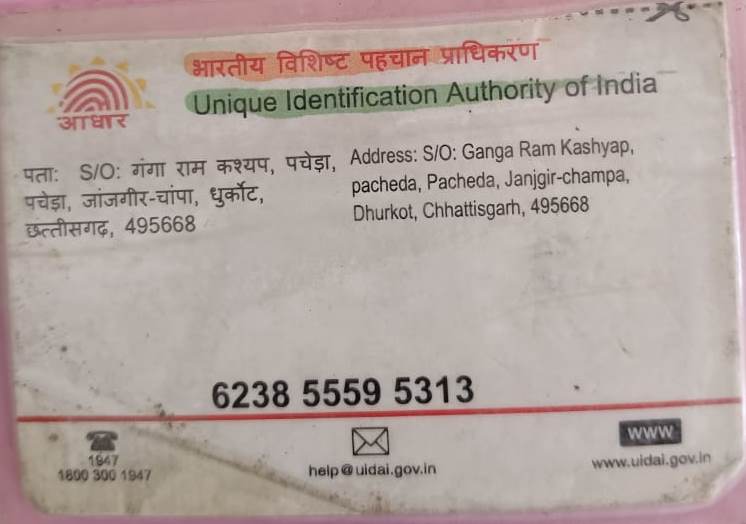 भारतीय विशिष्ट पहचान प्राधिकरण
Unique Identification Authority of India
आधार
पता: S/O: गंगा राम कश्यप, पचेड़ा,
पचेड़ा, जांजगीर-चांपा, धुर्कोट,
छत्तीसगढ़, 495668
Address: S/O: Ganga Ram Kashyap,
pacheda, Pacheda, Janjgir-champa,
Dhurkot, Chhattisgarh, 495668
6238 5559 5313
1947
1800 300 1947
help@uidai.gov.in
www
www.uidai.gov.in